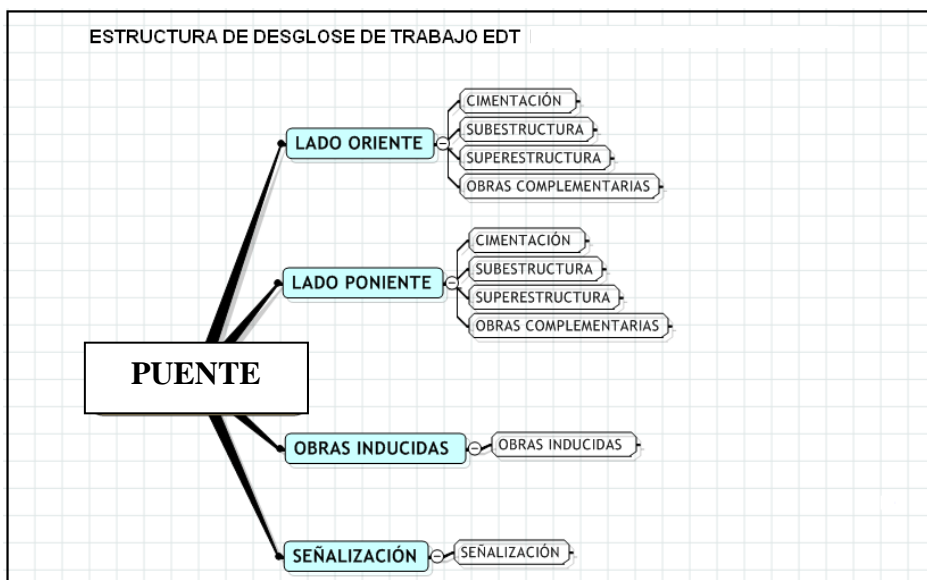 ESTRUCTURA DE DESGLOSE DE TRABAJO EDT
LADO ORIENTE
CIMENTACIÓN
SUBESTRUCTURA
SUPERESTRUCTURA
OBRAS COMPLEMENTARIAS
LADO PONIENTE
CIMENTACIÓN
SUBESTRUCTURA
SUPERESTRUCTURA
OBRAS COMPLEMENTARIAS
PUENTE
OBRAS INDUCIDAS
OBRAS INDUCIDAS
SEÑALIZACIÓN
SEÑALIZACIÓN